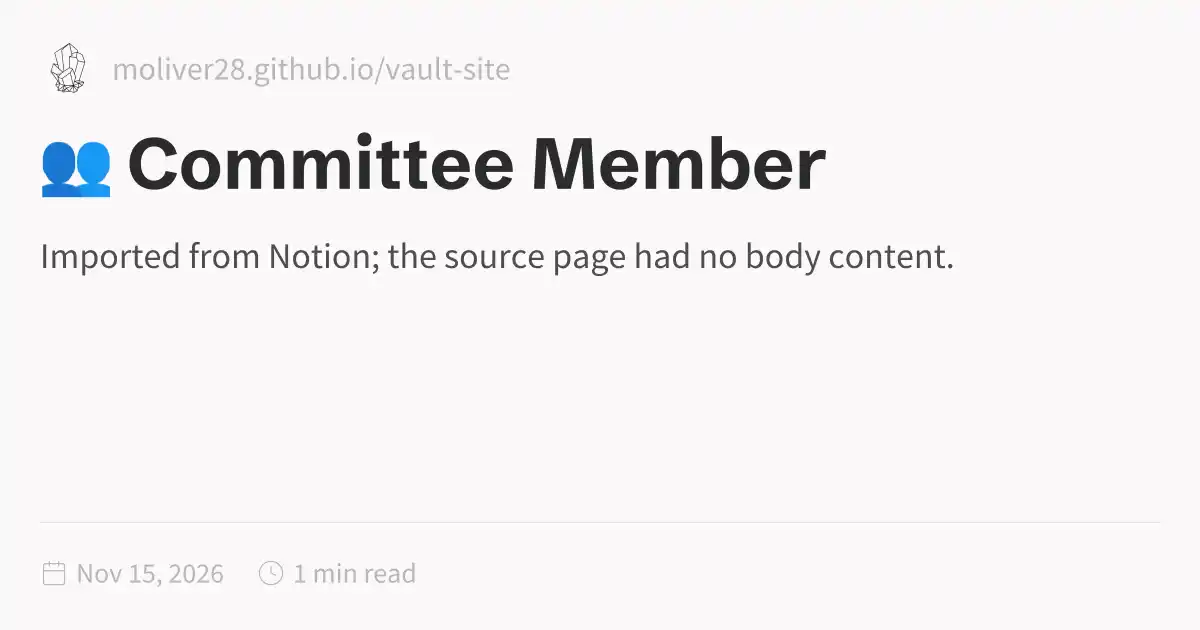 moliver28.github.io/vault-site
👥 Committee Member
Imported from Notion; the source page had no body content.
Nov 15, 2026 1 min read